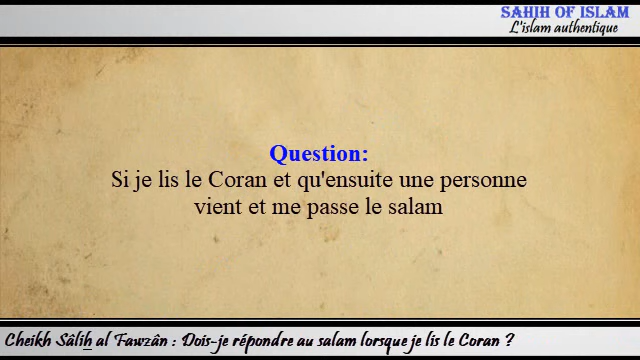 SAHIH OF ISLAM
L'islam authentique
Question:
Si je lis le Coran et qu'ensuite une personne
vient et me passe le salam
Cheikh Sâlih al Fawzân : Dois-je répondre au salam lorsque je lis le Coran ?